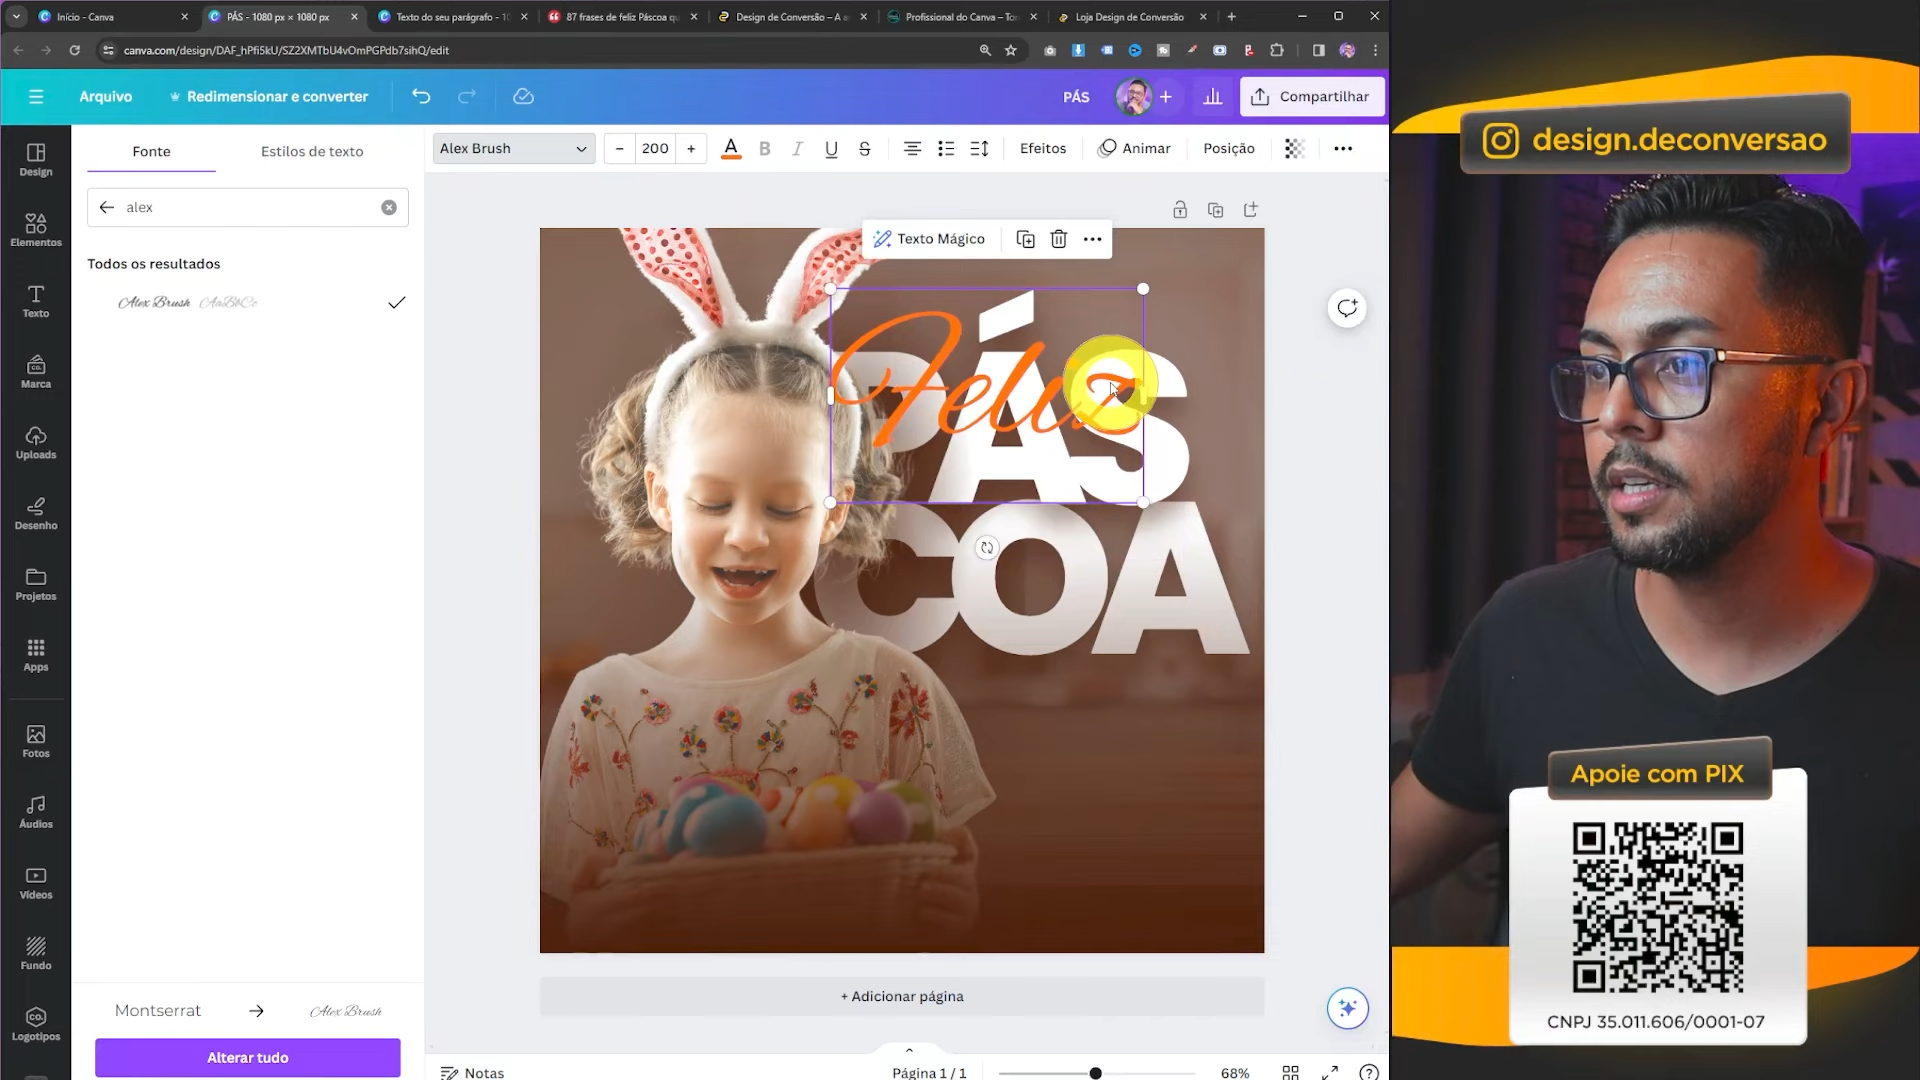 Início - Canva
PÁS - 1080 px × 1080 px
Texto do seu parágrafo - 10
87 frases de feliz Páscoa qu
Design de Conversão – A a
Profissional do Canva – Tor
Loja Design de Conversão
canva.com/design/DAF_hPfi5kU/SZ2XMTbU4vOmPGPdb7sihQ/edit
Arquivo
Redimensionar e converter
PÁS
Compartilhar
Design
Elementos
Texto
Marca
Uploads
Desenho
Projetos
Apps
Fotos
Áudios
Vídeos
Fundo
Logotipos
Fonte
Estilos de texto
alex
Todos os resultados
Alex Brush AaBbCc
Montserrat
Alex Brush
Alterar tudo
Alex Brush
200
Efeitos
Animar
Posição
Texto Mágico
Feliz
PÁS
COA
+ Adicionar página
Notas
Página 1 / 1
68%
design.deconversao
Apoie com PIX
CNPJ 35.011.606/0001-07